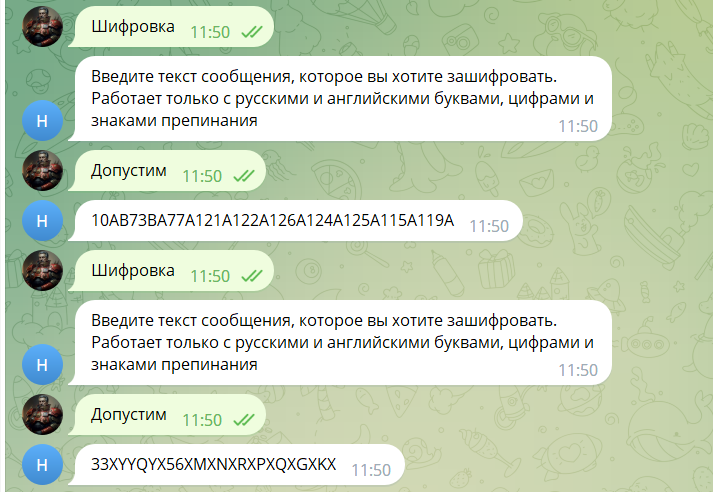 Шифровка 11:50
Введите текст сообщения, которое вы хотите зашифровать.
Работает только с русскими и английскими буквами, цифрами и
знаками препинания 11:50
Н
Допустим 11:50
Н 10AB73BA77A121A122A126A124A125A115A119A 11:50
Шифровка 11:50
Введите текст сообщения, которое вы хотите зашифровать.
Работает только с русскими и английскими буквами, цифрами и
знаками препинания 11:50
Н
Допустим 11:50
Н 33XYYQYX56XMXNXRXPXQXGXKX 11:50